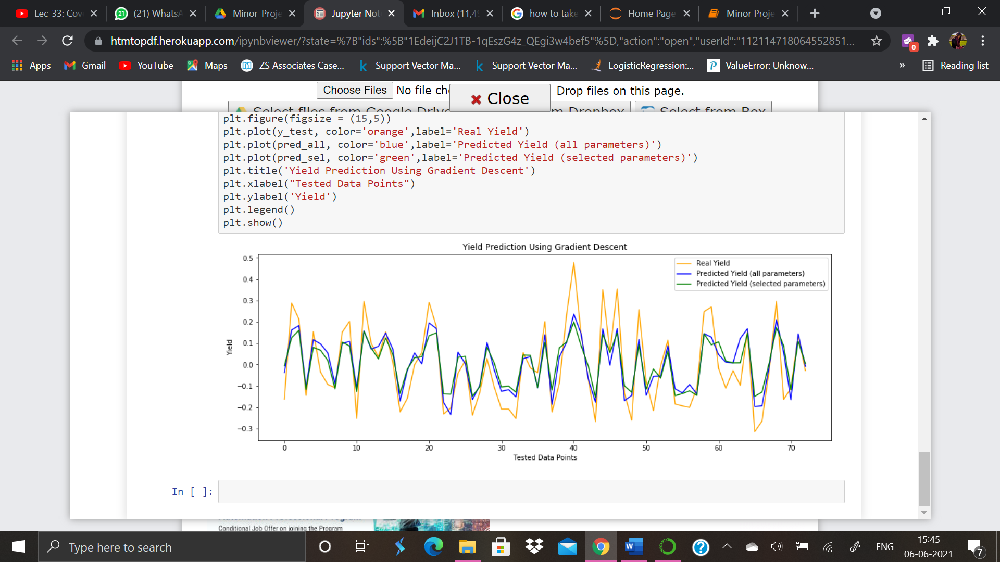 Lec-33: Cov
(21) WhatsA
Minor_Proje
Jupyter Not
Inbox (11,49
how to take
Home Page
Minor Proje
htmtopdf.herokuapp.com/ipynbviewer/?state=%7B"ids":%5B"1EdeijC2J1TB-1qEszG4z_QEgi3w4bef5"%5D,"action":"open","userId":"112114718064552851...
0
Apps
Gmail
YouTube
Maps
ZS Associates Case...
Support Vector Ma...
Support Vector Ma...
LogisticRegression:...
ValueError: Unknow...
»
Reading list
Choose Files
No file ch
Close
Drop files on this page.
Select files from Google Driv
m Dropbox
Select from Box
plt.figure(figsize = (15,5))
plt.plot(y_test, color='orange',label='Real Yield')
plt.plot(pred_all, color='blue',label='Predicted Yield (all parameters)')
plt.plot(pred_sel, color='green',label='Predicted Yield (selected parameters)')
plt.title('Yield Prediction Using Gradient Descent')
plt.xlabel("Tested Data Points")
plt.ylabel('Yield')
plt.legend()
plt.show()
Yield Prediction Using Gradient Descent
Real Yield
Predicted Yield (all parameters)
Predicted Yield (selected parameters)
0.5
0.4
0.3
0.2
0.1
0.0
−0.1
−0.2
−0.3
Yield
0 10 20 30 40 50 60 70
Tested Data Points
In [ ]:
Conditional Job Offer on joining the Program
Type here to search
ENG
15:45
06-06-2021
7